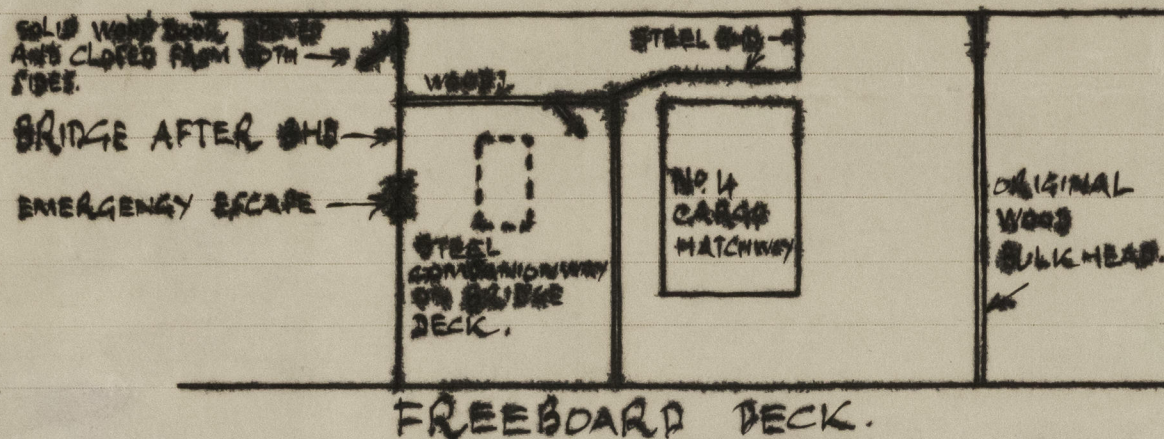 SOLID WOOD DOOR
AND CLOSED FROM BOTH
SIDES.
BRIDGE AFTER BHD
EMERGENCY ESCAPE
WOOD
STEEL BHD
STEEL
COMPANIONWAY
ON BRIDGE
DECK.
Nº 4
CARGO
HATCHWAY
ORIGINAL
WOOD
BULKHEAD.
FREEBOARD DECK.